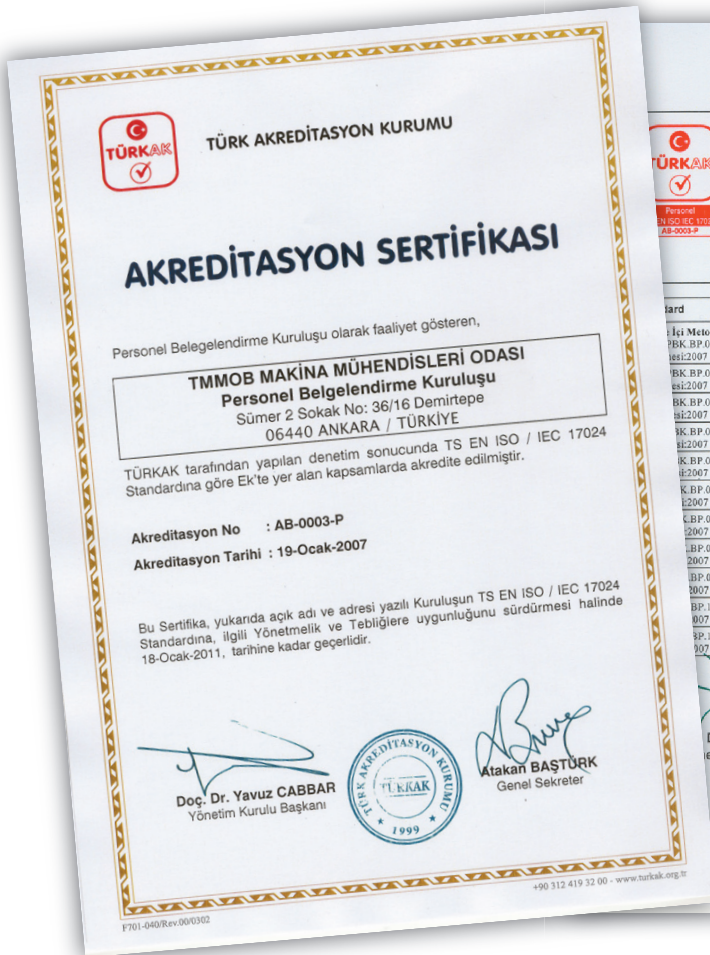 TÜRKAK
TÜRK AKREDİTASYON KURUMU
AKREDİTASYON SERTİFİKASI
Personel Belegelendirme Kuruluşu olarak faaliyet gösteren,
TMMOB MAKİNA MÜHENDİSLERİ ODASI
Personel Belgelendirme Kuruluşu
Sümer 2 Sokak No: 36/16 Demirtepe
06440 ANKARA / TÜRKİYE
TÜRKAK tarafından yapılan denetim sonucunda TS EN ISO / IEC 17024
Standardına göre Ek'te yer alan kapsamlarda akredite edilmiştir.
Akreditasyon No : AB-0003-P
Akreditasyon Tarihi : 19-Ocak-2007
Bu Sertifika, yukarıda açık adı ve adresi yazılı Kuruluşun TS EN ISO / IEC 17024
Standardına, ilgili Yönetmelik ve Tebliğlere uygunluğunu sürdürmesi halinde
18-Ocak-2011, tarihine kadar geçerlidir.
Doç. Dr. Yavuz CABBAR
Yönetim Kurulu Başkanı
TÜRK AKREDİTASYON KURUMU
TÜRKAK
1999
Atakan BAŞTÜRK
Genel Sekreter
F701-040/Rev.00/0302
+90 312 419 32 00 - www.turkak.org.tr
TÜRKAK
Personel
EN ISO IEC 1702
AB-0003-P